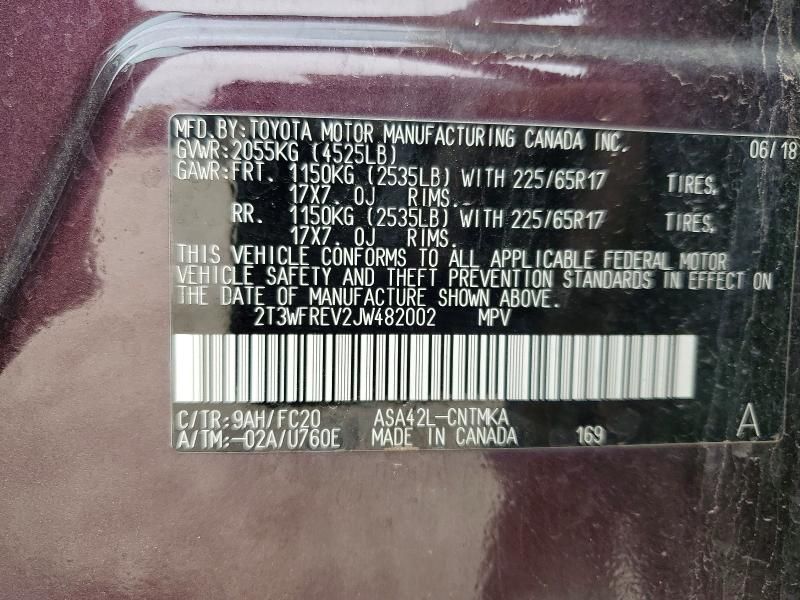 MFD.BY:TOYOTA MOTOR MANUFACTURING CANADA INC. 06/18
GVWR:2055KG (4525LB)
GAWR:FRT. 1150KG (2535LB) WITH 225/65R17 TIRES,
17X7.0J RIMS.
RR. 1150KG (2535LB) WITH 225/65R17 TIRES,
17X7.0J RIMS.
THIS VEHICLE CONFORMS TO ALL APPLICABLE FEDERAL MOTOR
VEHICLE SAFETY AND THEFT PREVENTION STANDARDS IN EFFECT ON
THE DATE OF MANUFACTURE SHOWN ABOVE.
2T3WFREV2JW482002 MPV
C/TR:9AH/FC20 ASA42L-CNTMKA
A/TM:-02A/U760E MADE IN CANADA 169 A